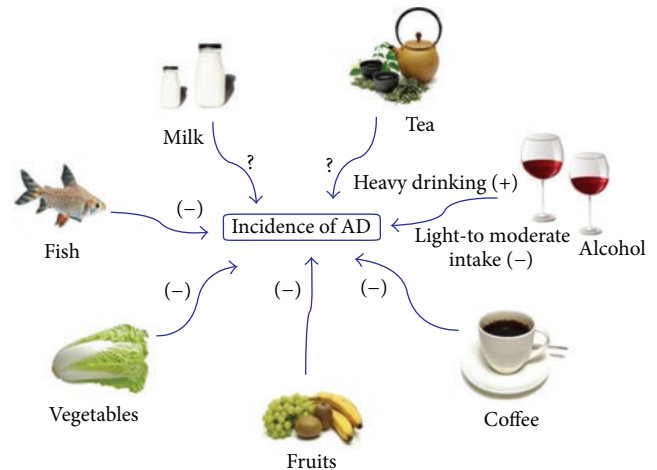 Milk
Tea
?
?
Heavy drinking (+)
Fish
(−)
Incidence of AD
Light-to moderate
intake (−)
Alcohol
(−)
(−)
(−)
Vegetables
Fruits
Coffee